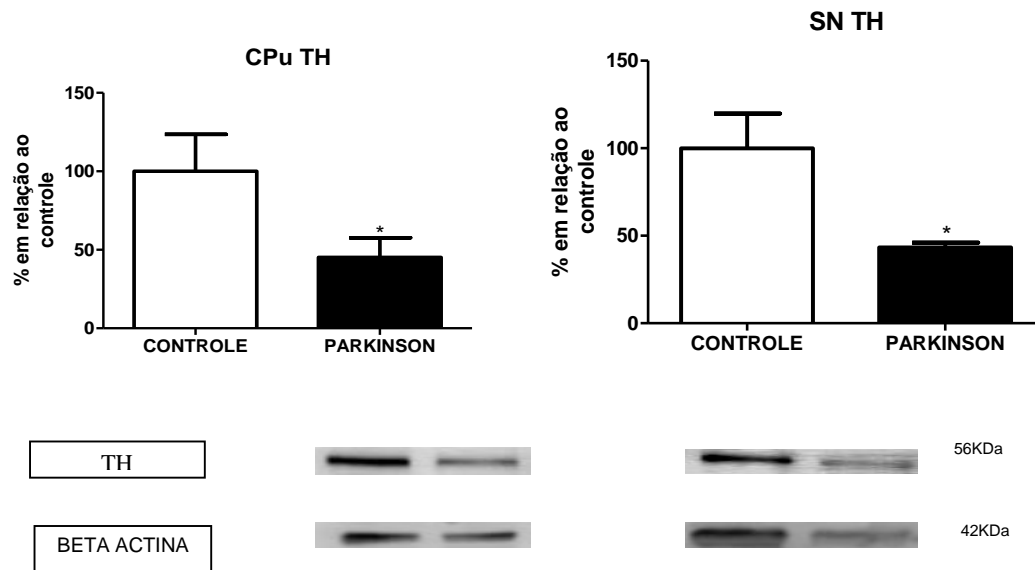 CPu TH
% em relação ao
controle
150
100
50
0
*
CONTROLE
PARKINSON
SN TH
% em relação ao
controle
150
100
50
0
*
CONTROLE
PARKINSON
TH
56KDa
BETA ACTINA
42KDa